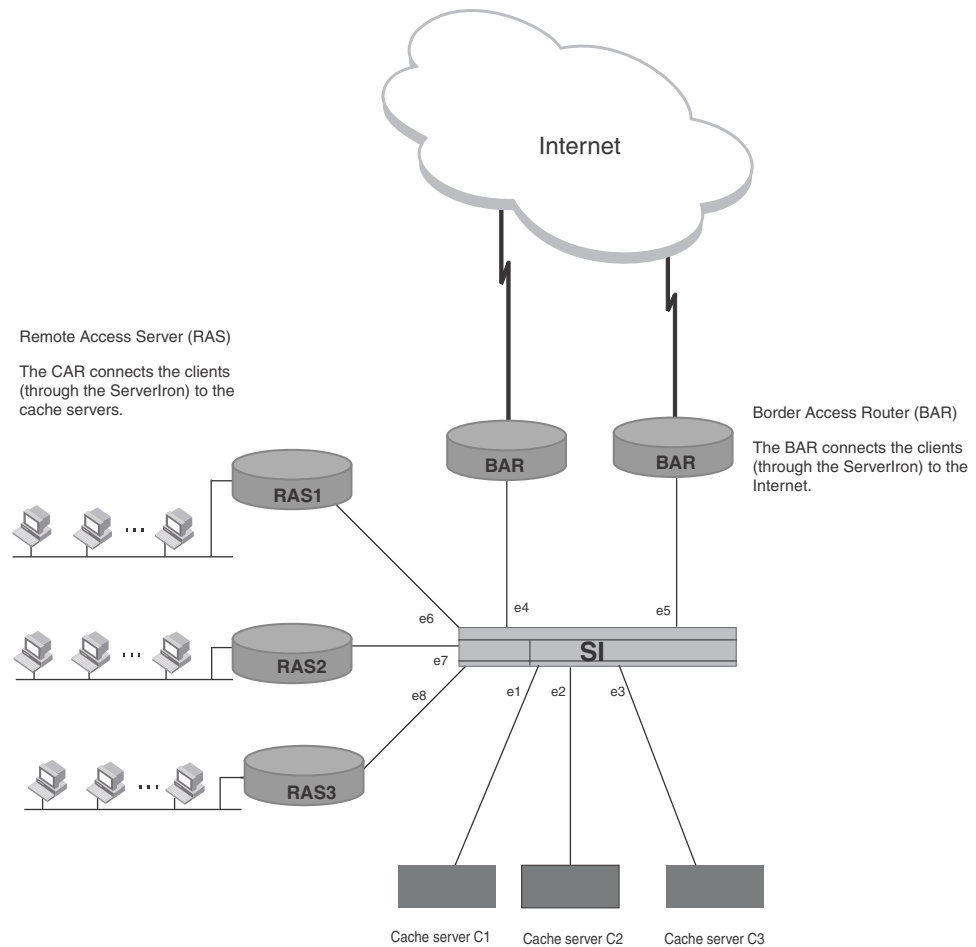 Internet
Remote Access Server (RAS)
The CAR connects the clients
(through the ServerIron) to the
cache servers.
Border Access Router (BAR)
The BAR connects the clients
(through the ServerIron) to the
Internet.
BAR
BAR
RAS1
e6
e4
e5
RAS2
e7
SI
e8
e1
e2
e3
RAS3
Cache server C1
Cache server C2
Cache server C3